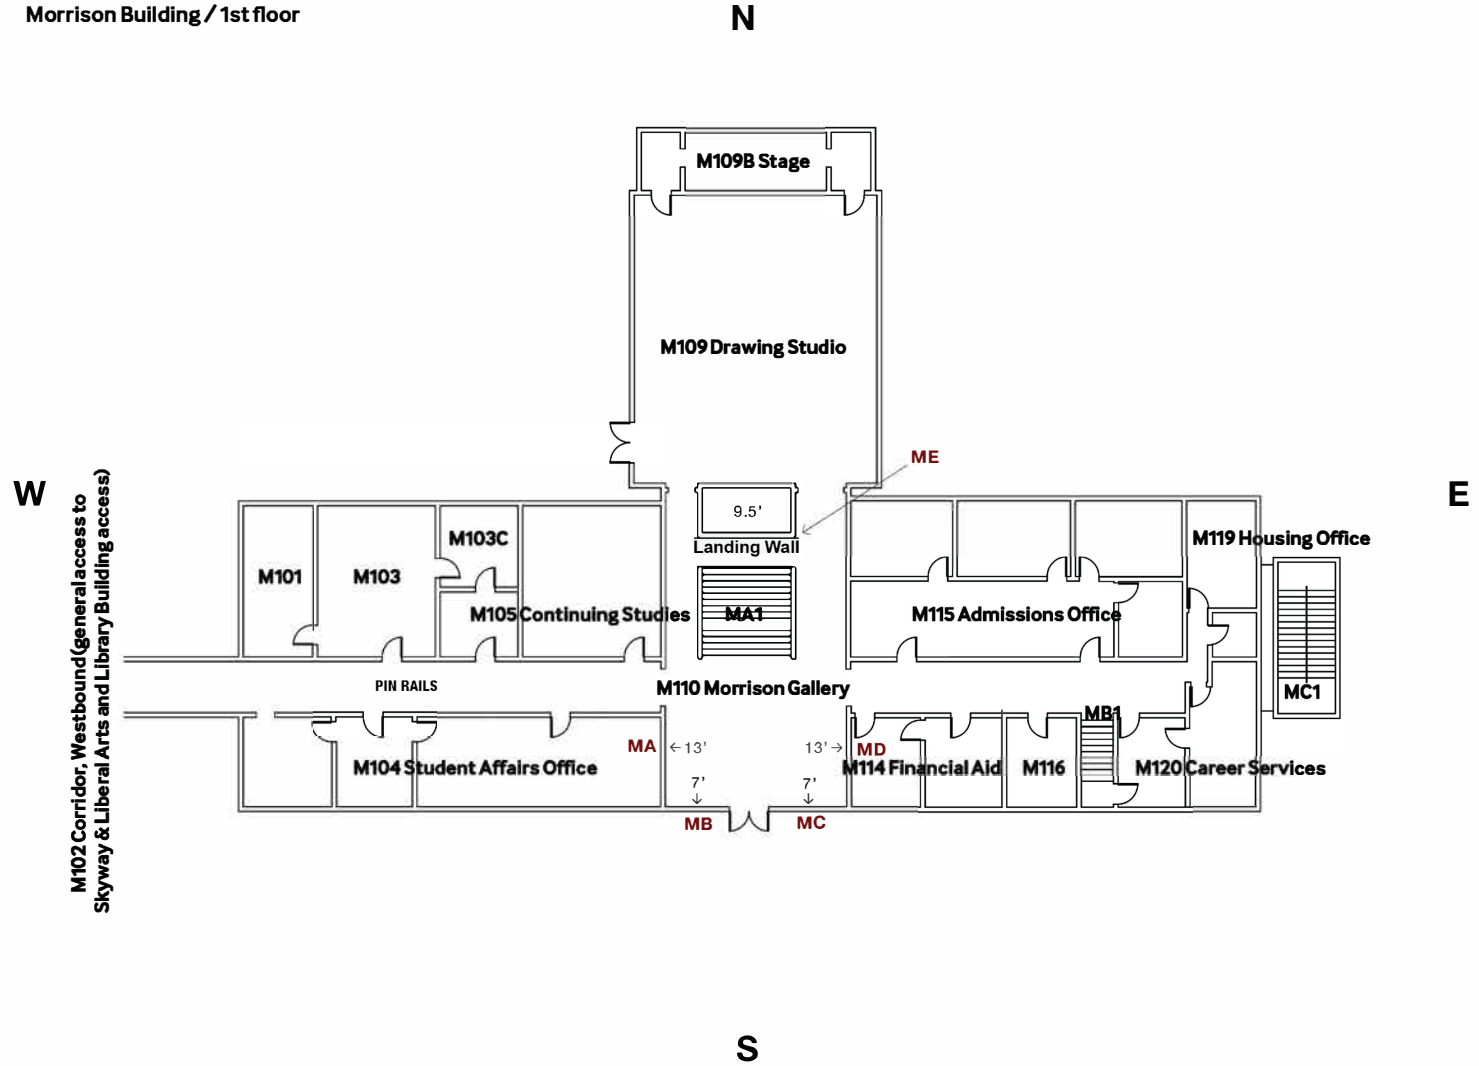 Morrison Building / 1st floor
N
M109B Stage
M109 Drawing Studio
ME
W
E
M102 Corridor, Westbound (general access to
Skyway & Liberal Arts and Library Building access)
9.5’
Landing Wall
M103C
M119 Housing Office
M101
M103
M105 Continuing Studies
MA1
M115 Admissions Office
PIN RAILS
M110 Morrison Gallery
MC1
MB1
MA
←13’
13’→
MD
M104 Student Affairs Office
M114 Financial Aid
M116
M120 Career Services
7’
↓
7’
↓
MB
MC
S